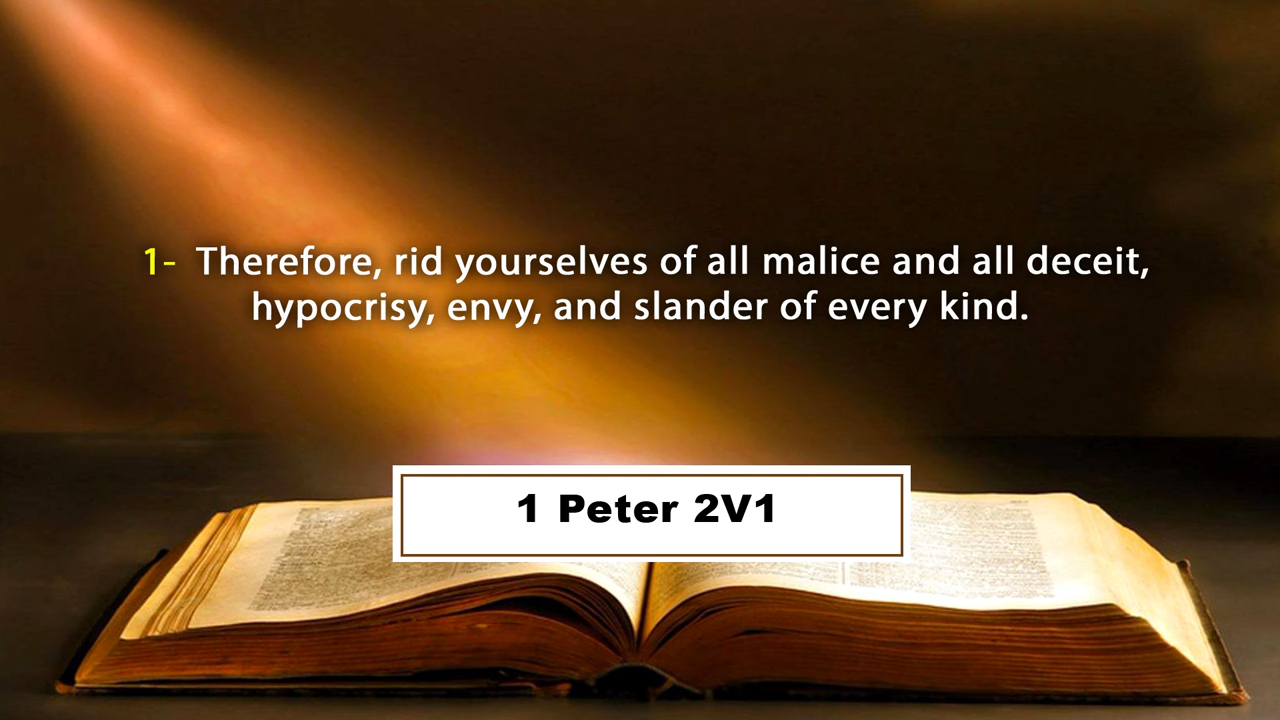 1- Therefore, rid yourselves of all malice and all deceit,
hypocrisy, envy, and slander of every kind.
1 Peter 2V1